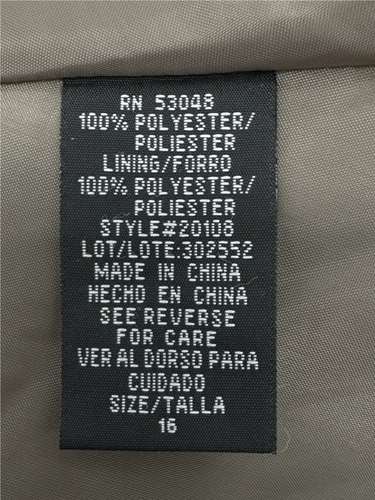 RN 53048
100% POLYESTER/
POLIESTER
LINING/FORRO
100% POLYESTER/
POLIESTER
STYLE#20108
LOT/LOTE:302552
MADE IN CHINA
HECHO EN CHINA
SEE REVERSE
FOR CARE
VER AL DORSO PARA
CUIDADO
SIZE/TALLA
16